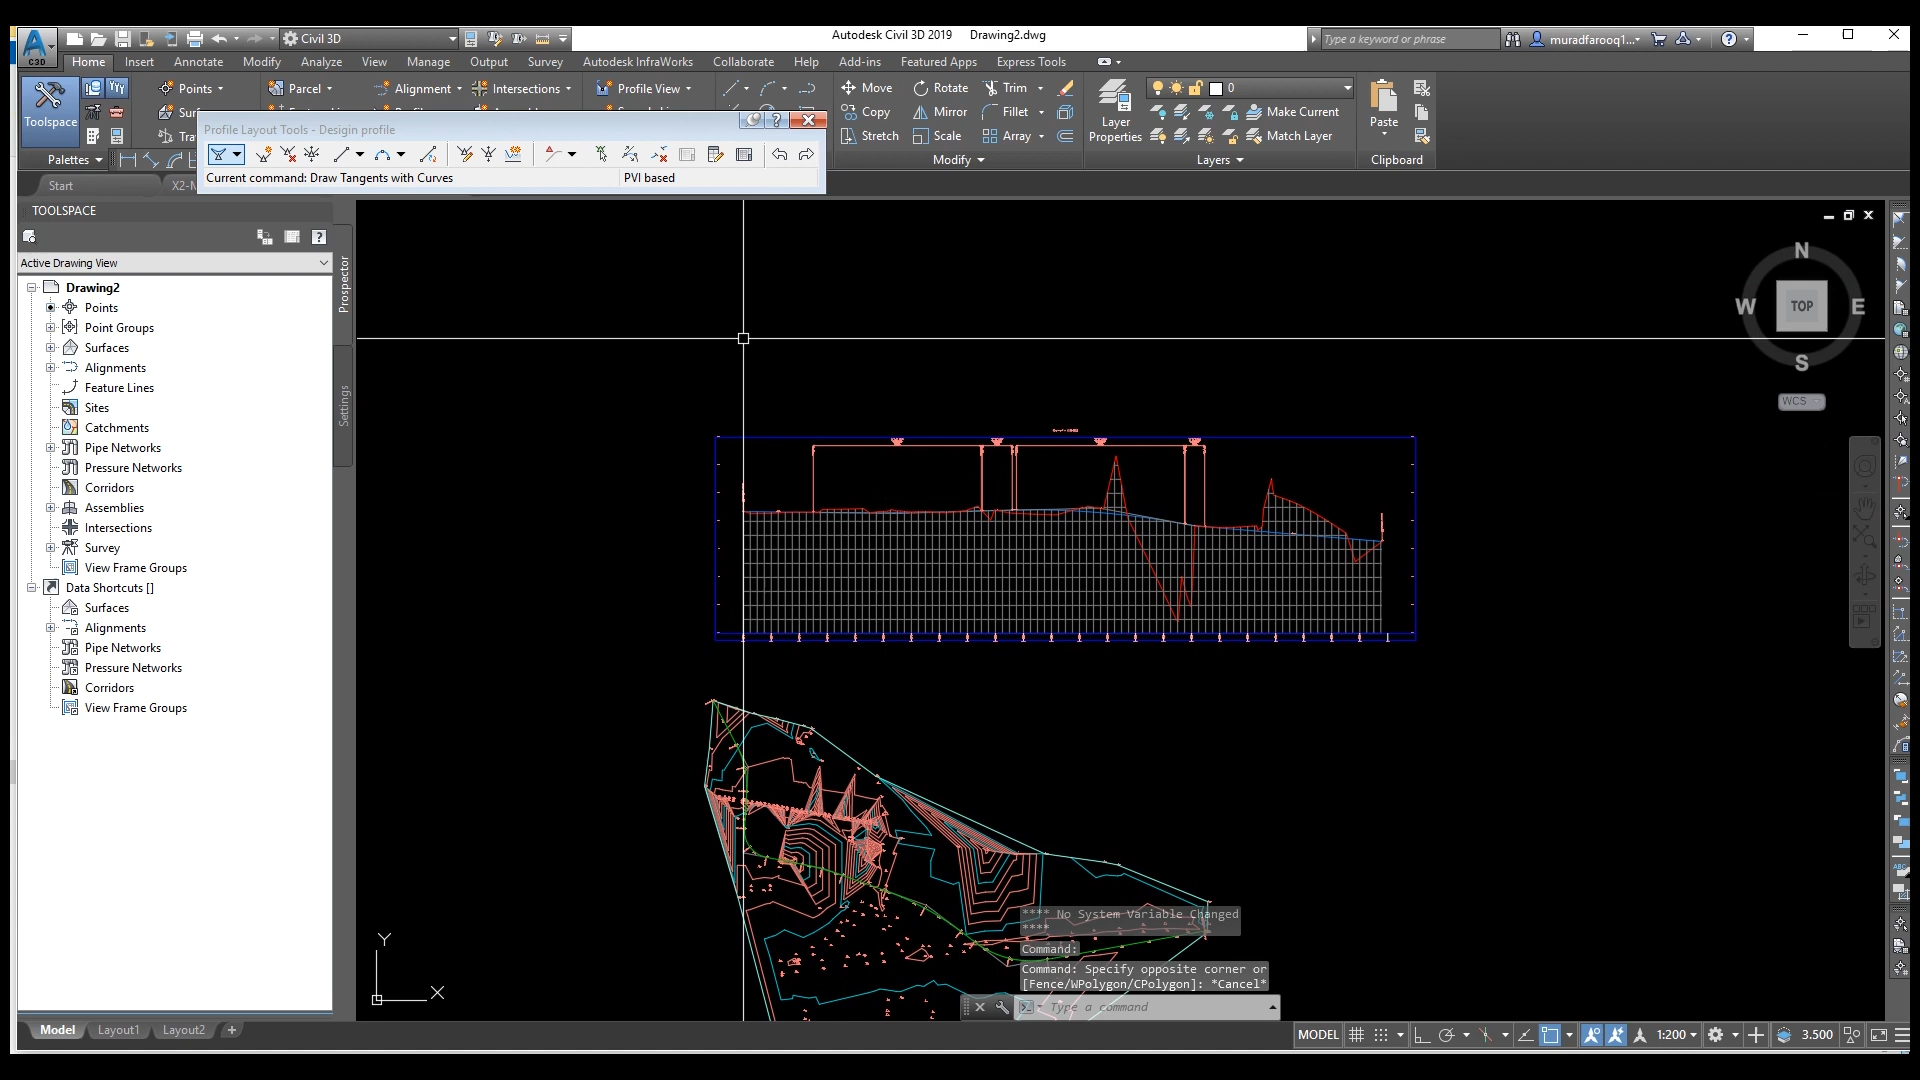 C3D
Civil 3D
Autodesk Civil 3D 2019 Drawing2.dwg
Type a keyword or phrase
muradfarooq1...
Home Insert Annotate Modify Analyze View Manage Output Survey Autodesk InfraWorks Collaborate Help Add-ins Featured Apps Express Tools
Toolspace
Points
Parcel
Alignment
Intersections
Profile View
Move
Rotate
Trim
Copy
Mirror
Fillet
Stretch
Scale
Array
Modify
Layer
Properties
0
Make Current
Match Layer
Layers
Paste
Clipboard
Palettes
Profile Layout Tools - Desigin profile
Current command: Draw Tangents with Curves
PVI based
Start
TOOLSPACE
Active Drawing View
Prospector
Settings
Drawing2
Points
Point Groups
Surfaces
Alignments
Feature Lines
Sites
Catchments
Pipe Networks
Pressure Networks
Corridors
Assemblies
Intersections
Survey
View Frame Groups
Data Shortcuts []
Surfaces
Alignments
Pipe Networks
Pressure Networks
Corridors
View Frame Groups
N
W TOP E
S
WCS
Y
X
**** No System Variable Changed
****
Command:
Command: Specify opposite corner or
[Fence/WPolygon/CPolygon]: *Cancel*
Type a command
Model Layout1 Layout2 +
MODEL
1:200
3.500